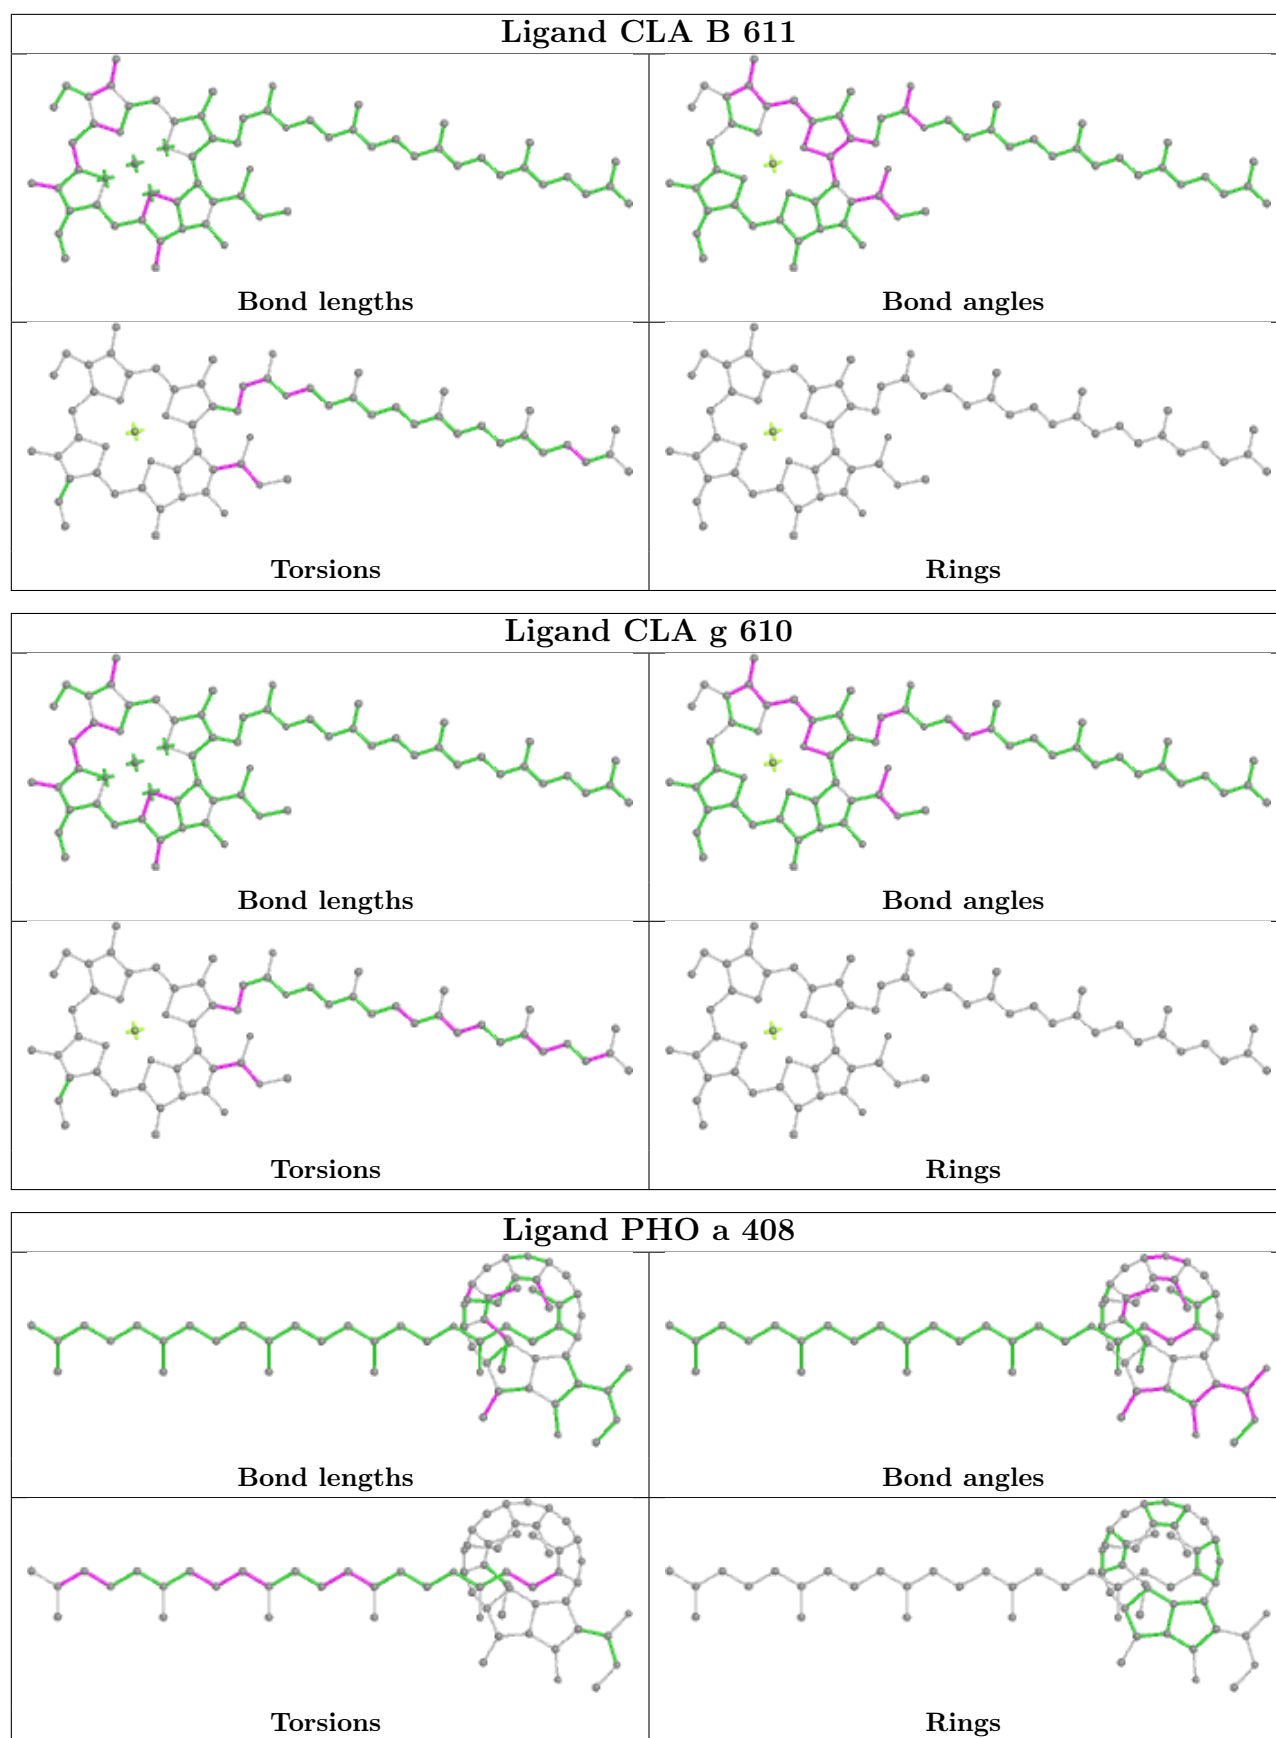 Ligand CLA B 611
Bond lengths
Bond angles
Torsions
Rings
Ligand CLA g 610
Bond lengths
Bond angles
Torsions
Rings
Ligand PHO a 408
Bond lengths
Bond angles
Torsions
Rings